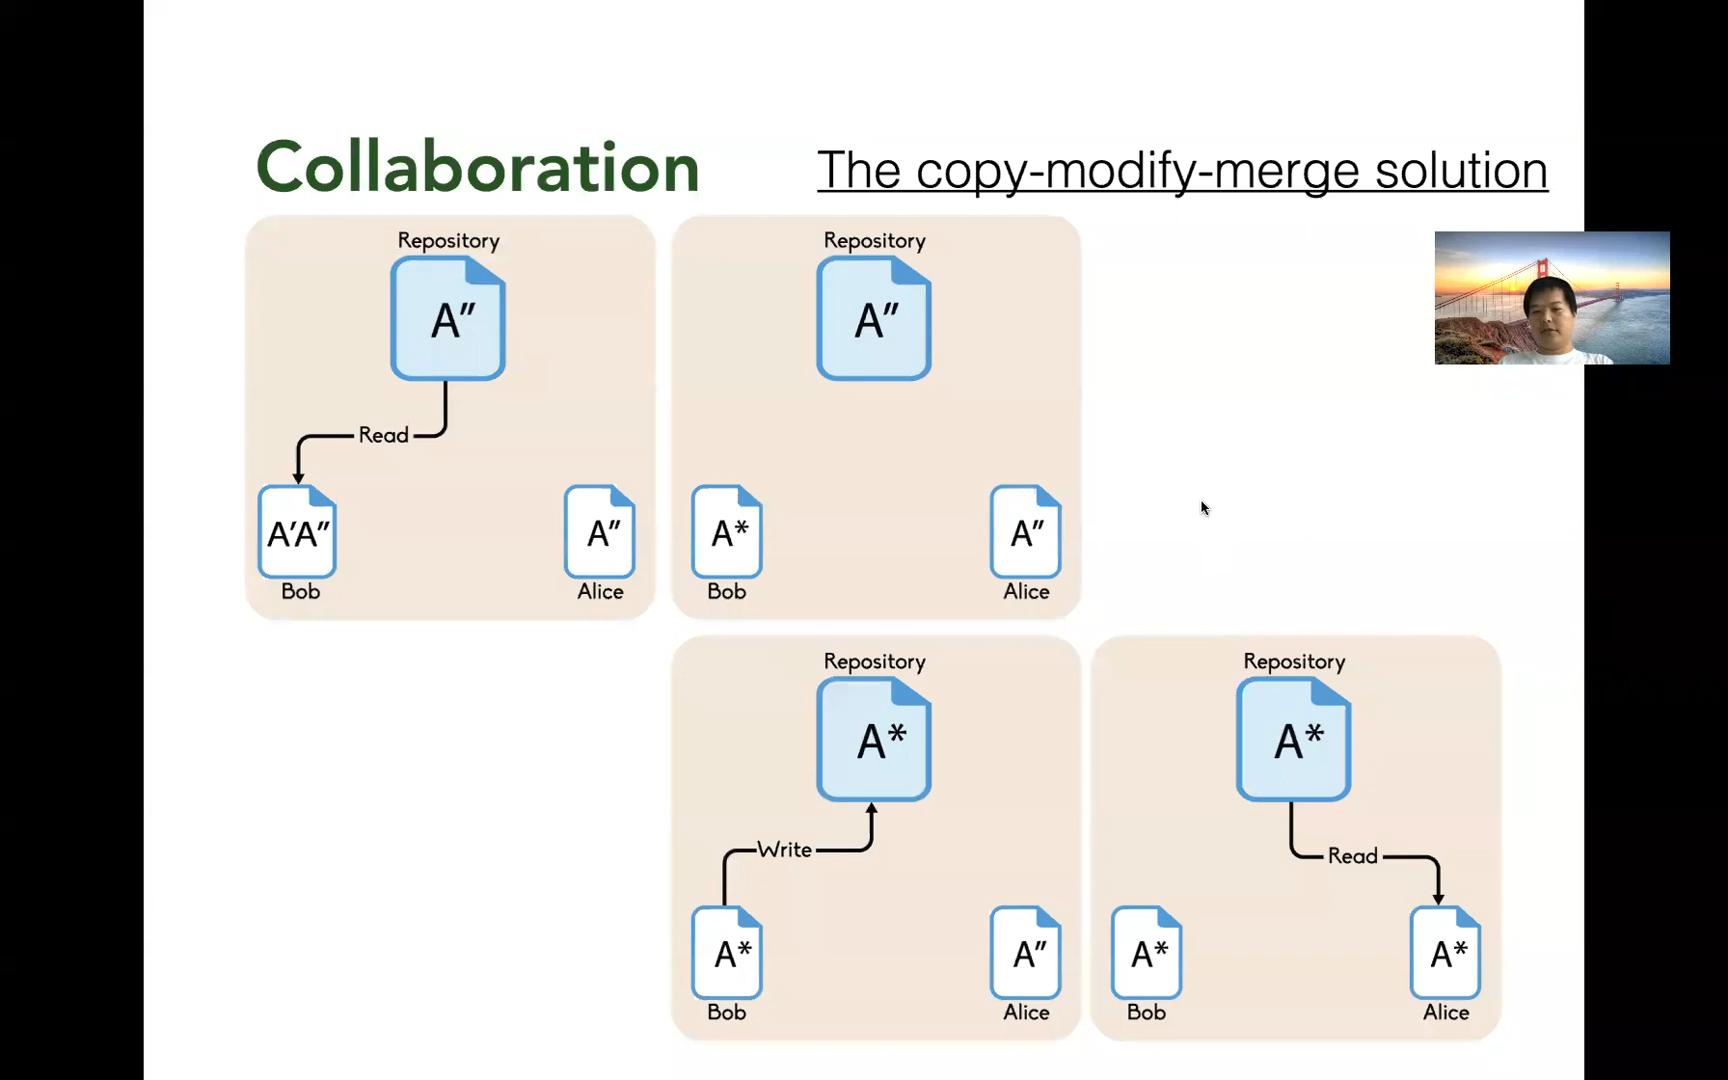 Collaboration
The copy-modify-merge solution
Repository
A″
Read
A′A″
Bob
A″
Alice
Repository
A″
A*
Bob
A″
Alice
Repository
A*
Write
A*
Bob
A″
Alice
Repository
A*
Read
A*
Bob
A*
Alice